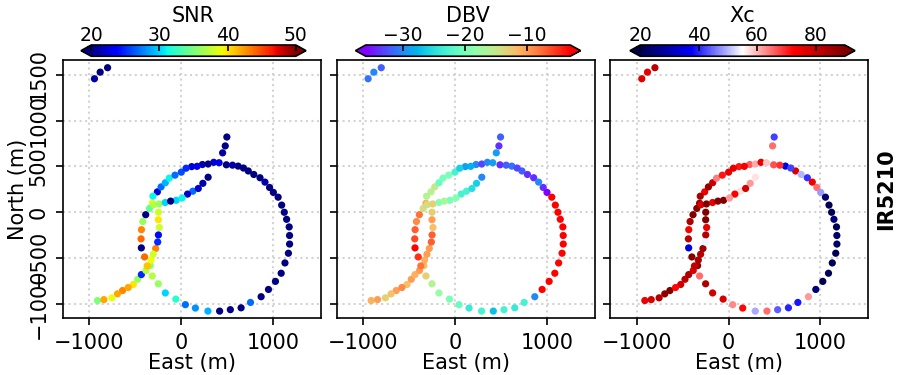 SNR DBV Xc
20 30 40 50 −30 −20 −10 20 40 60 80
1500
1000
500
0
−500
−1000
North (m)
IR5210
−1000 0 1000 −1000 0 1000 −1000 0 1000
East (m) East (m) East (m)